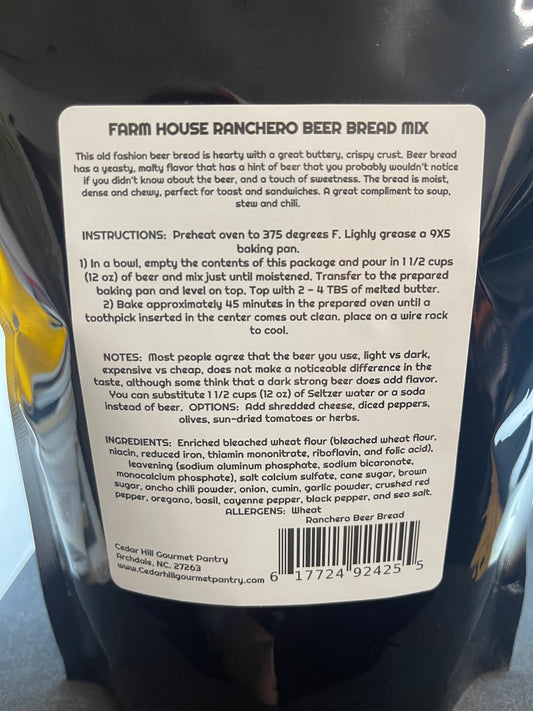 FARM HOUSE RANCHERO BEER BREAD MIX
This old fashion beer bread is hearty with a great buttery, crispy crust. Beer bread
has a yeasty, malty flavor that has a hint of beer that you probably wouldn't notice
if you didn't know about the beer, and a touch of sweetness. The bread is moist,
dense and chewy, perfect for toast and sandwiches. A great compliment to soup,
stew and chili.
INSTRUCTIONS: Preheat oven to 375 degrees F. Lighly grease a 9X5
baking pan.
1) In a bowl, empty the contents of this package and pour in 1 1/2 cups
(12 oz) of beer and mix just until moistened. Transfer to the prepared
baking pan and level on top. Top with 2 - 4 TBS of melted butter.
2) Bake approximately 45 minutes in the prepared oven until a
toothpick inserted in the center comes out clean. place on a wire rack
to cool.
NOTES: Most people agree that the beer you use, light vs dark,
expensive vs cheap, does not make a noticeable difference in the
taste, although some think that a dark strong beer does add flavor.
You can substitute 1 1/2 cups (12 oz) of Seltzer water or a soda
instead of beer. OPTIONS: Add shredded cheese, diced peppers,
olives, sun-dried tomatoes or herbs.
INGREDIENTS: Enriched bleached wheat flour (bleached wheat flour,
niacin, reduced iron, thiamin mononitrate, riboflavin, and folic acid),
leavening (sodium aluminum phosphate, sodium bicaronate,
monocalcium phosphate), salt calcium sulfate, cane sugar, brown
sugar, ancho chili powder, onion, cumin, garlic powder, crushed red
pepper, oregano, basil, cayenne pepper, black pepper, and sea salt.
ALLERGENS: Wheat
Ranchero Beer Bread
Cedar Hill Gourmet Pantry
Archdale, NC. 27263
www.Cedarhillgourmetpantry.com
6 17724 92425 5